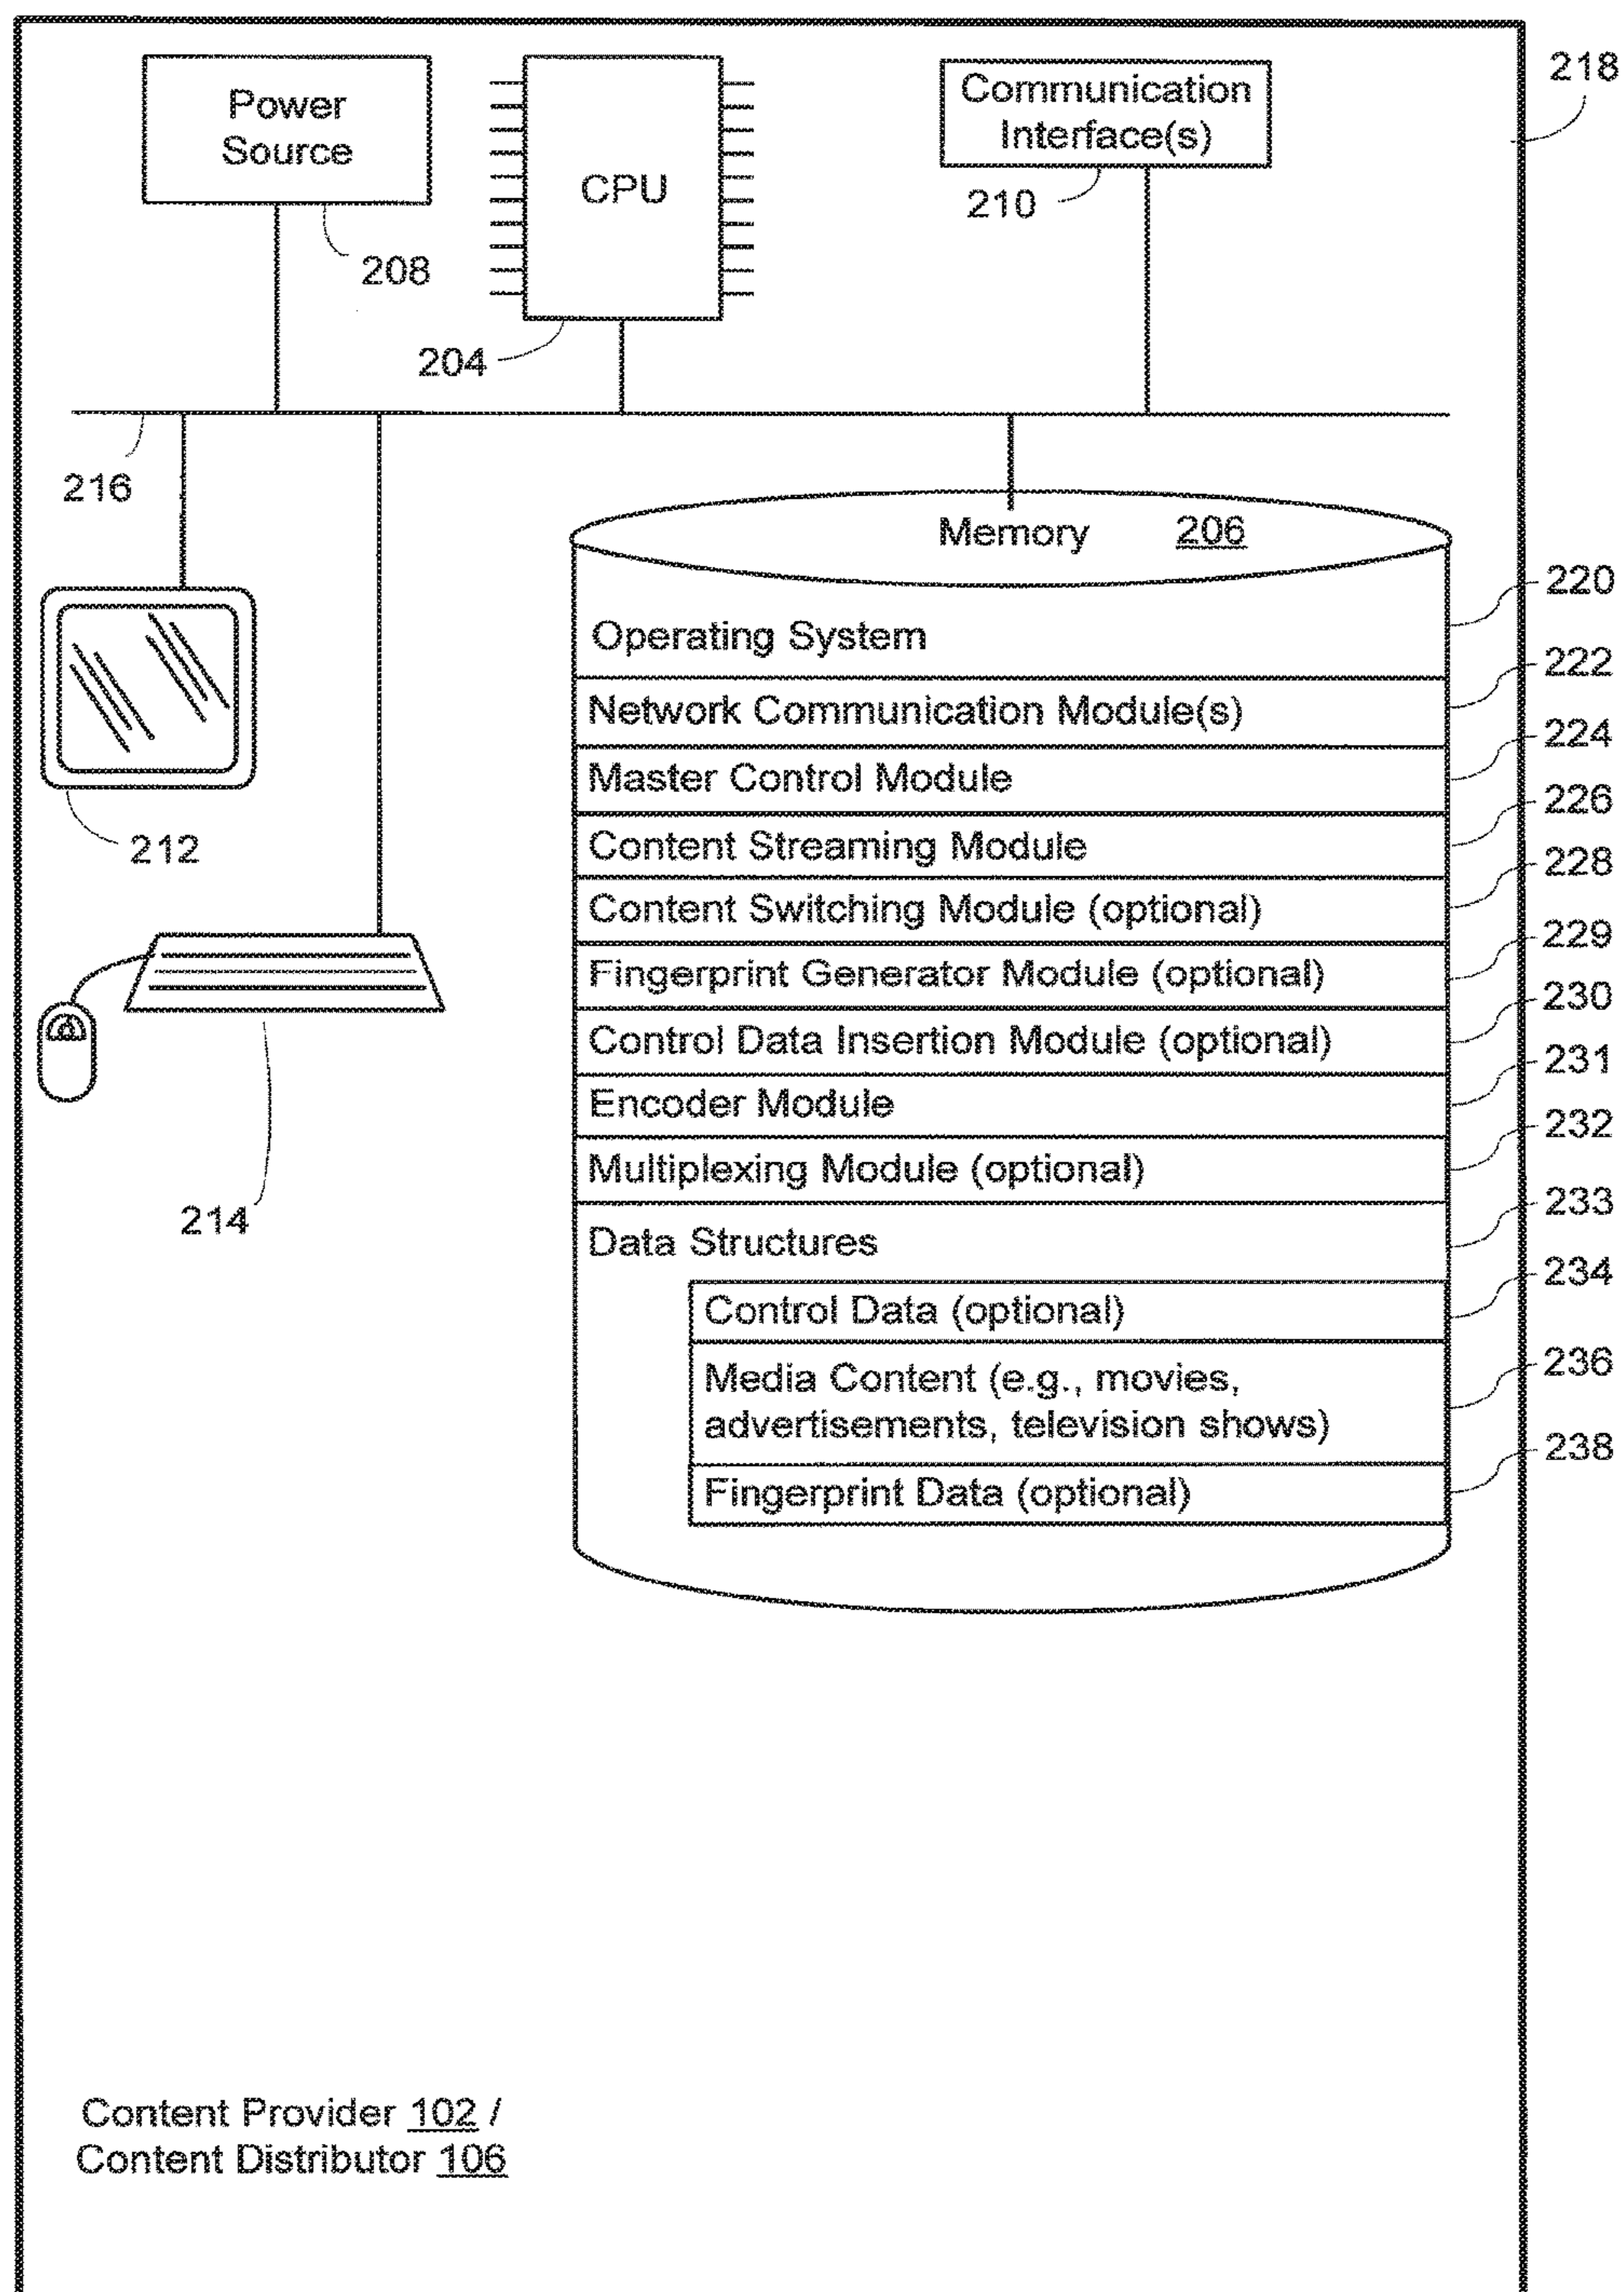 218
Power
Source
208
CPU
204
Communication
Interface(s)
210
216
Memory 206
212
214
Operating System 220
Network Communication Module(s) 222
Master Control Module 224
Content Streaming Module 226
Content Switching Module (optional) 228
Fingerprint Generator Module (optional) 229
Control Data Insertion Module (optional) 230
Encoder Module 231
Multiplexing Module (optional) 232
Data Structures 233
Control Data (optional) 234
Media Content (e.g., movies, 236
advertisements, television shows)
Fingerprint Data (optional) 238
Content Provider 102 /
Content Distributor 106